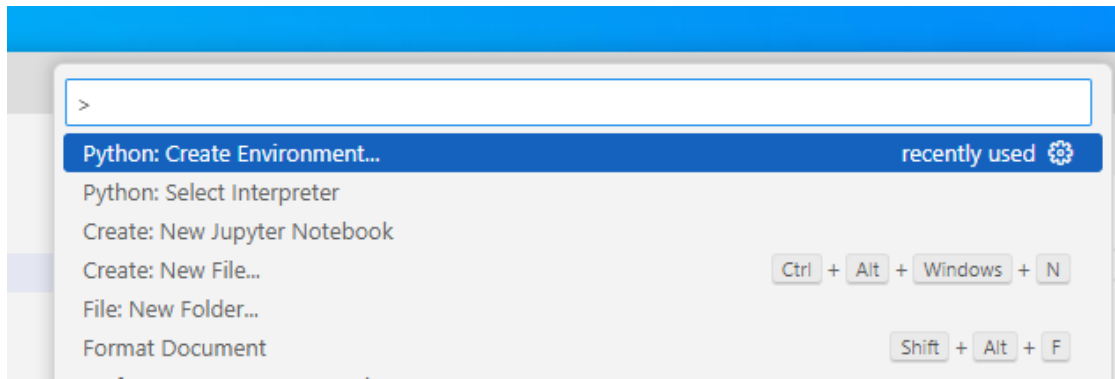 >
Python: Create Environment... recently used
Python: Select Interpreter
Create: New Jupyter Notebook
Create: New File... Ctrl + Alt + Windows + N
File: New Folder...
Format Document Shift + Alt + F